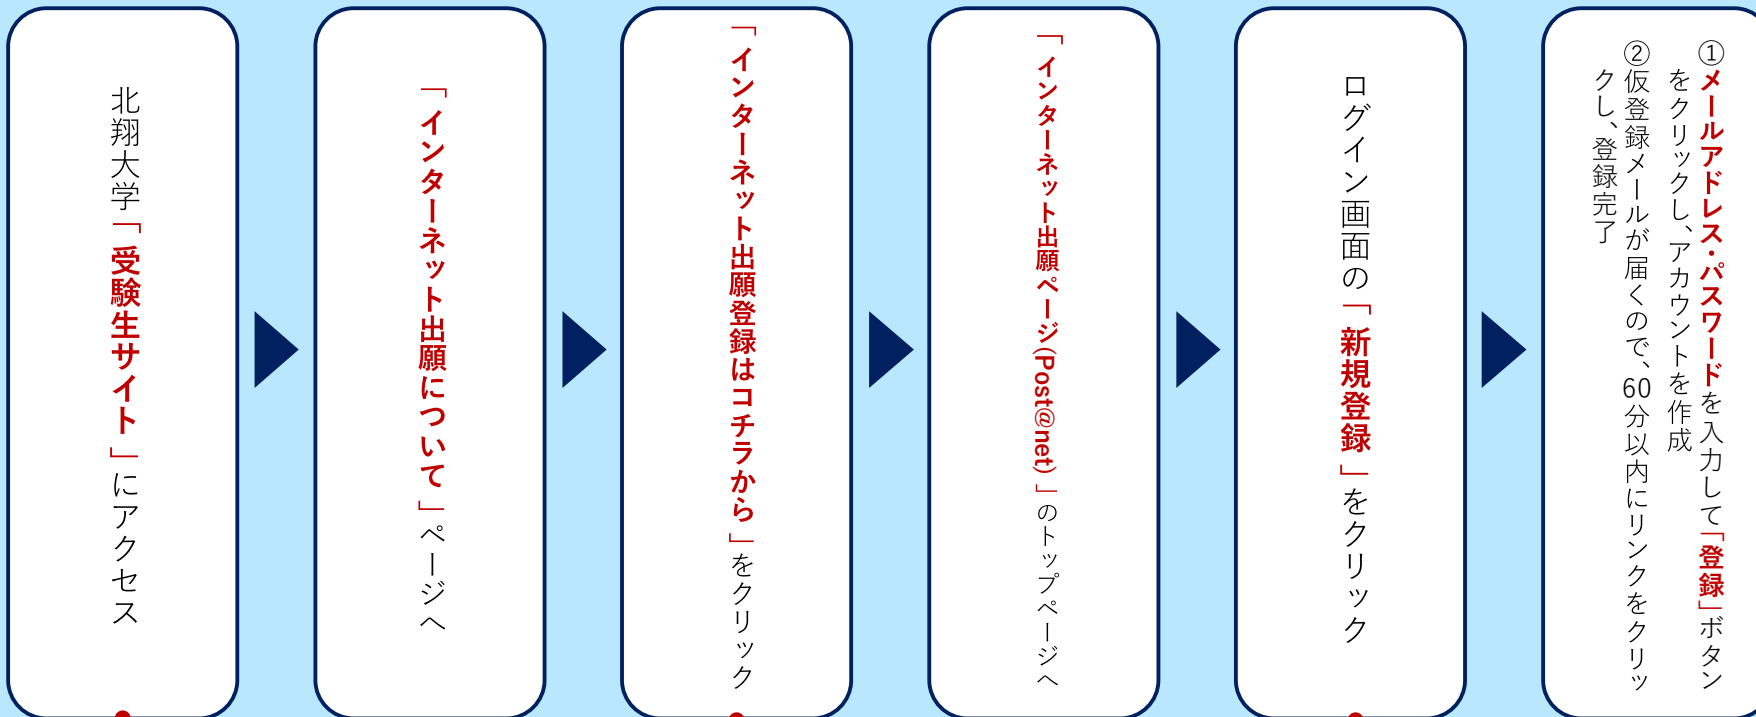 北翔大学「受験生サイト」にアクセス
「インターネット出願について」ページへ
「インターネット出願登録はコチラから」をクリック
「インターネット出願ページ(Post@net)」のトップページへ
ログイン画面の「新規登録」をクリック
①メールアドレス・パスワードを入力して「登録」ボタン
をクリックし、アカウントを作成
②仮登録メールが届くので、60分以内にリンクをクリッ
クし、登録完了